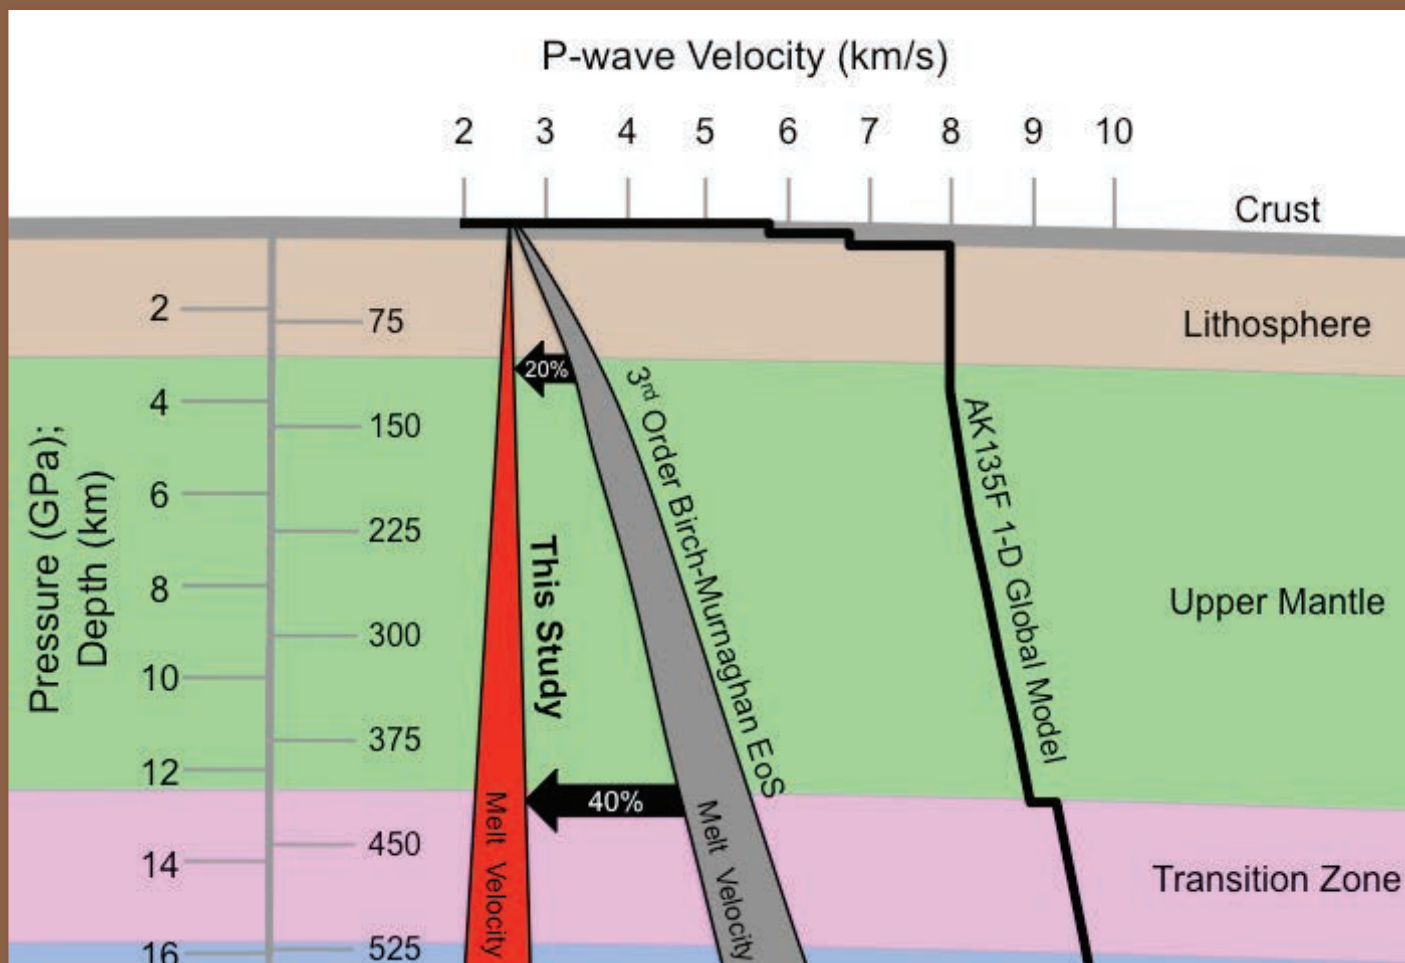 P-wave Velocity (km/s)
2 3 4 5 6 7 8 9 10
Crust
Lithosphere
Upper Mantle
Transition Zone
Pressure (GPa);
Depth (km)
2
4
6
8
10
12
14
16
75
150
225
300
375
450
525
20%
40%
This Study
Melt Velocity
3rd Order Birch-Murnaghan EoS
Melt Velocity
AK135F 1-D Global Model